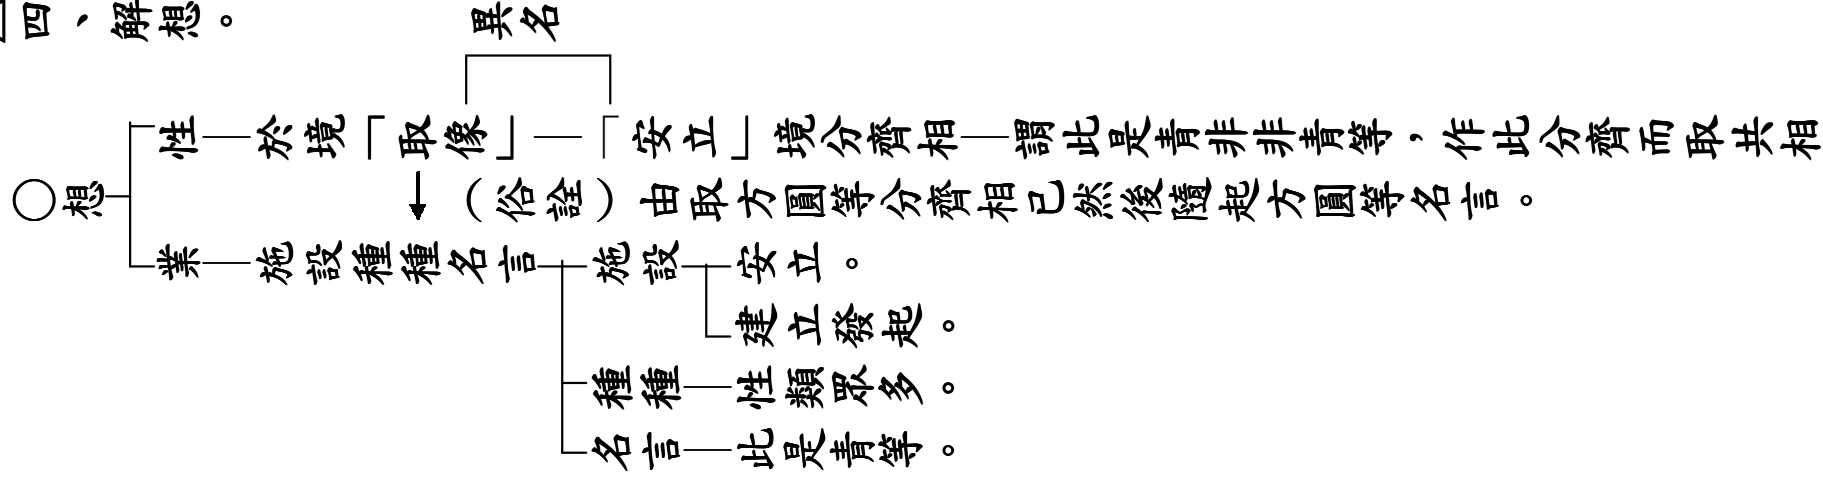 四、解想。
異名
性—於境「取像」—「安立」境分齊相—謂此是青非非青等，作此分齊而取共相
○想
（俗詮）由取方圓等分齊相已然後隨起方圓等名言。
業—施設種種名言—施設—安立。
建立發起。
種種—性類眾多。
名言—此是青等。